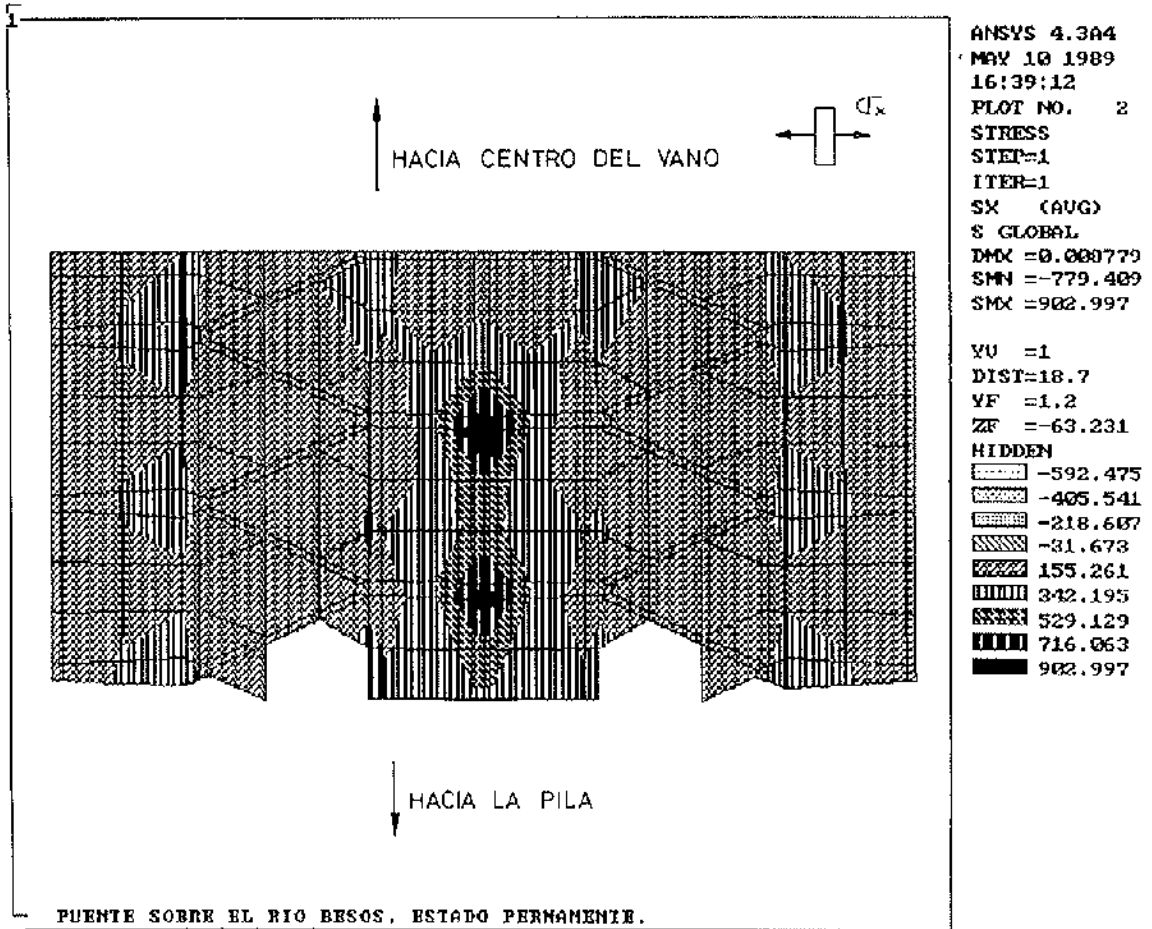 1
ANSYS 4.3A4
MAY 10 1989
16:39:12
PLOT NO. 2
STRESS
STEP=1
ITER=1
SX (AVG)
S GLOBAL
DMX =0.008779
SMN =-779.409
SMX =902.997
YV =1
DIST=18.7
YF =1.2
ZF =-63.231
HIDDEN
-592.475
-405.541
-218.607
-31.673
155.261
342.195
529.129
716.063
902.997
σx
HACIA CENTRO DEL VANO
HACIA LA PILA
PUENTE SOBRE EL RIO BESOS, ESTADO PERMAMENTE.